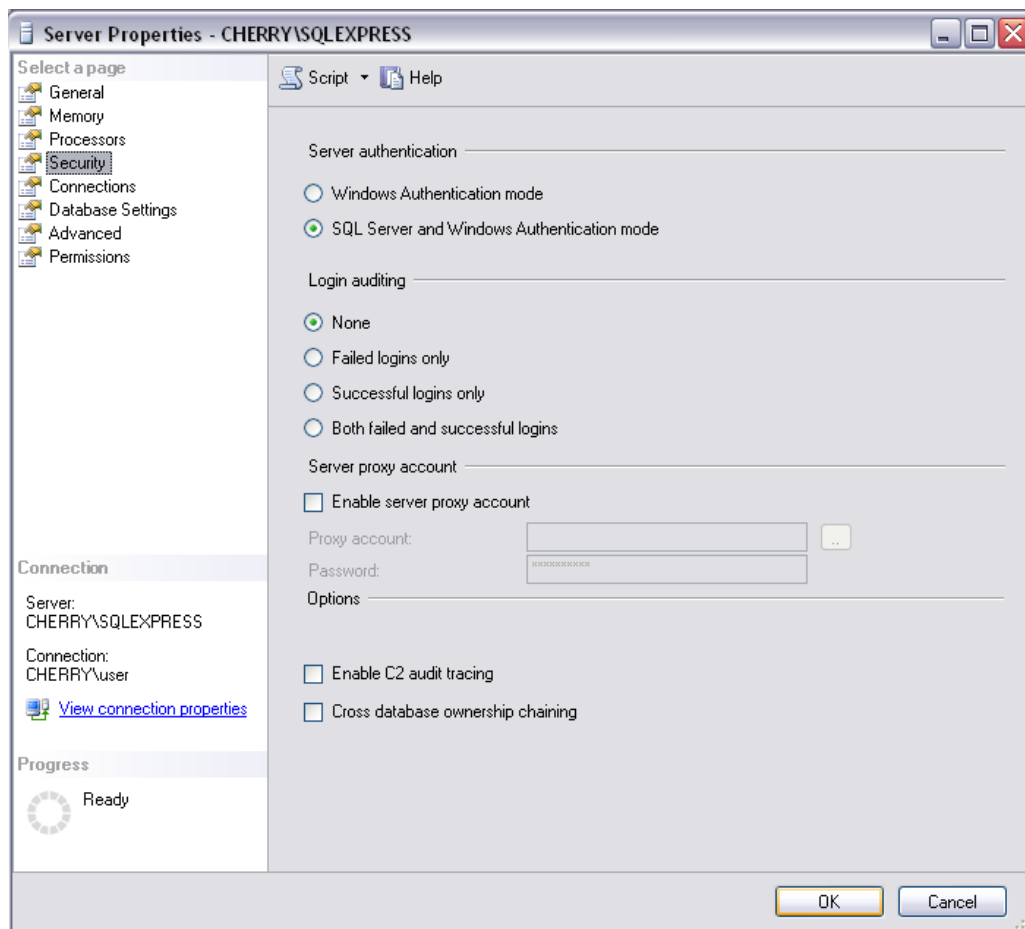 Server Properties - CHERRY\SQLEXPRESS
Select a page
General
Memory
Processors
Security
Connections
Database Settings
Advanced
Permissions
Script
Help
Server authentication
Windows Authentication mode
SQL Server and Windows Authentication mode
Login auditing
None
Failed logins only
Successful logins only
Both failed and successful logins
Server proxy account
Enable server proxy account
Proxy account:
..
Password:
**********
Options
Enable C2 audit tracing
Cross database ownership chaining
Connection
Server:
CHERRY\SQLEXPRESS
Connection:
CHERRY\user
View connection properties
Progress
Ready
OK
Cancel